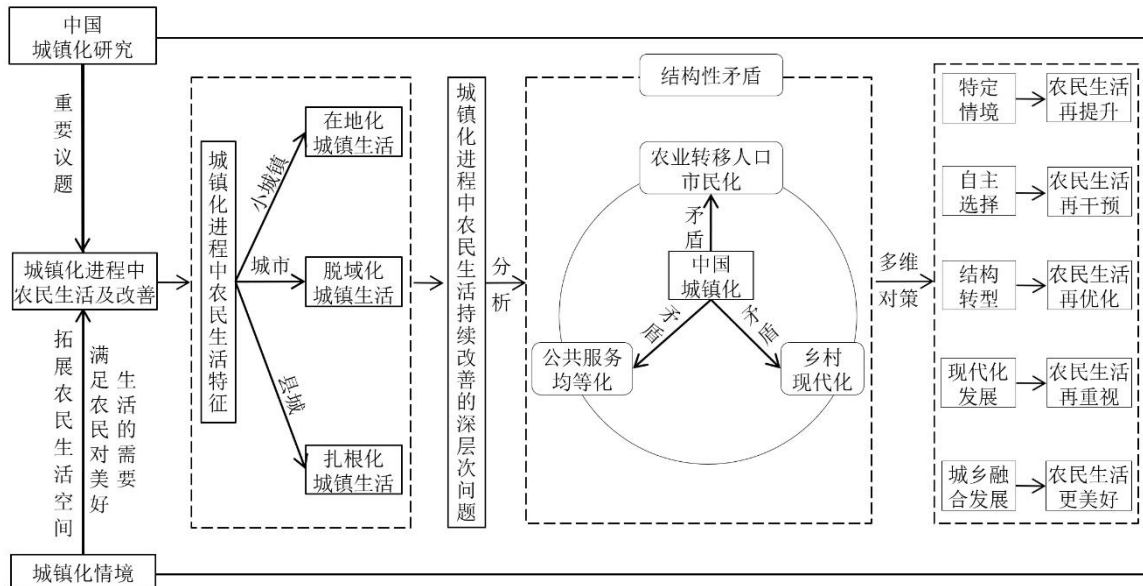 中国
城镇化研究
重要议题
城镇化进程中
农民生活及改善
拓展农民生活空间
满足农民对美好
生活的需要
城镇化情境
城镇化进程中农民生活特征
小城镇
城市
县城
在地化
城镇生活
脱域化
城镇生活
扎根化
城镇生活
城镇化进程中农民生活持续改善的深层次问题
分
析
结构性矛盾
农业转移人口
市民化
矛盾
中国
城镇化
矛盾
矛盾
公共服务
均等化
乡村
现代化
多维
对策
特定
情境
农民生活
再提升
自主
选择
农民生活
再干预
结构
转型
农民生活
再优化
现代化
发展
农民生活
再重视
城乡融
合发展
农民生活
更美好